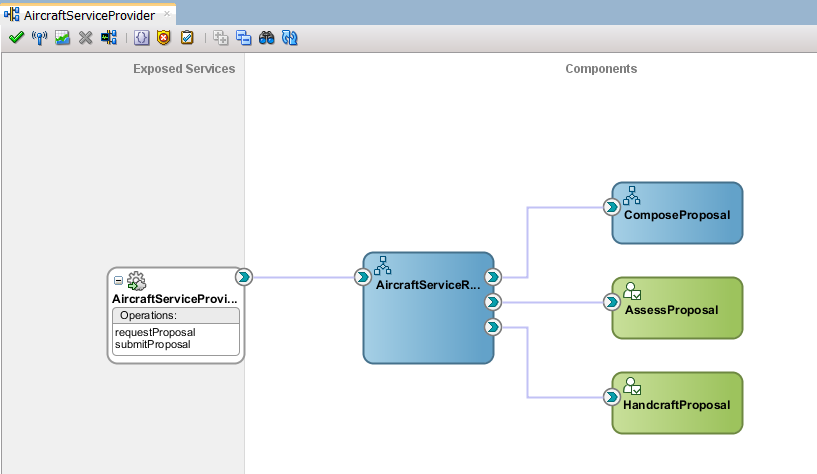 AircraftServiceProvider
Exposed Services
Components
ComposeProposal
AircraftServiceR...
AircraftServiceProvi...
Operations:
requestProposal
submitProposal
AssessProposal
HandcraftProposal